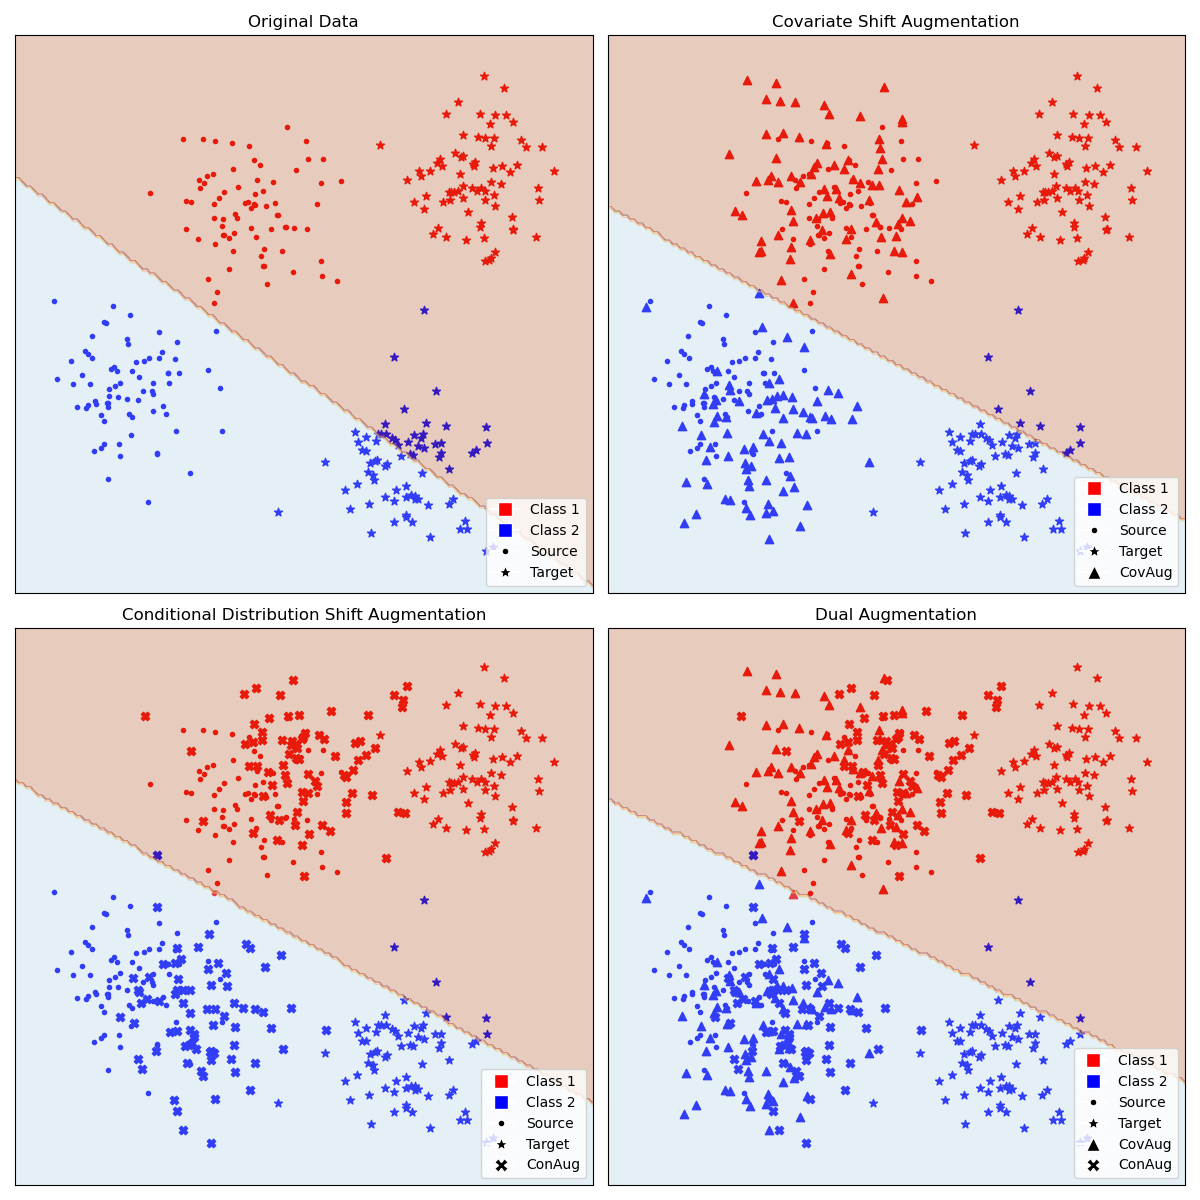 Original Data
Class 1
Class 2
Source
Target
Covariate Shift Augmentation
Class 1
Class 2
Source
Target
CovAug
Conditional Distribution Shift Augmentation
Class 1
Class 2
Source
Target
ConAug
Dual Augmentation
Class 1
Class 2
Source
Target
CovAug
ConAug